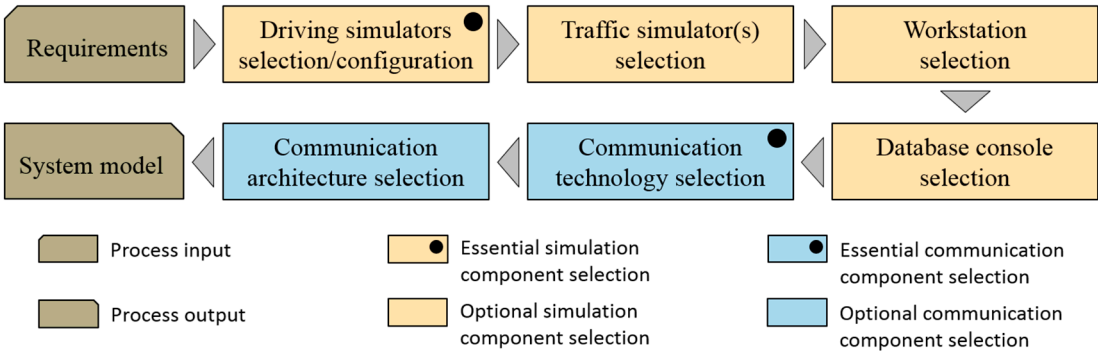 Requirements
Driving simulators
selection/configuration
Traffic simulator(s)
selection
Workstation
selection
System model
Communication
architecture selection
Communication
technology selection
Database console
selection
Process input
Essential simulation
component selection
Essential communication
component selection
Process output
Optional simulation
component selection
Optional communication
component selection